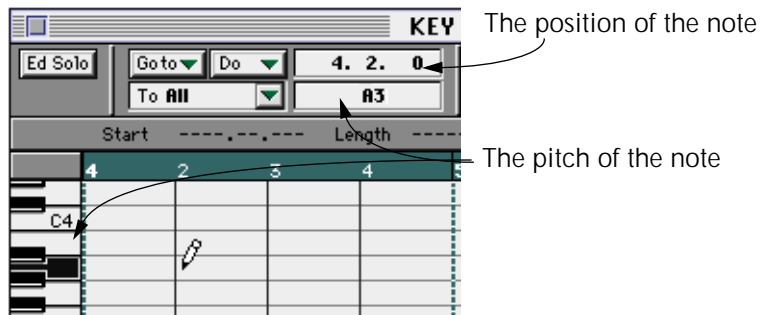 KEY
The position of the note
Ed Solo
Goto
Do
4. 2. 0
To All
A3
Start ----.--.--- Length -----
The pitch of the note
4 2 3 4
C4